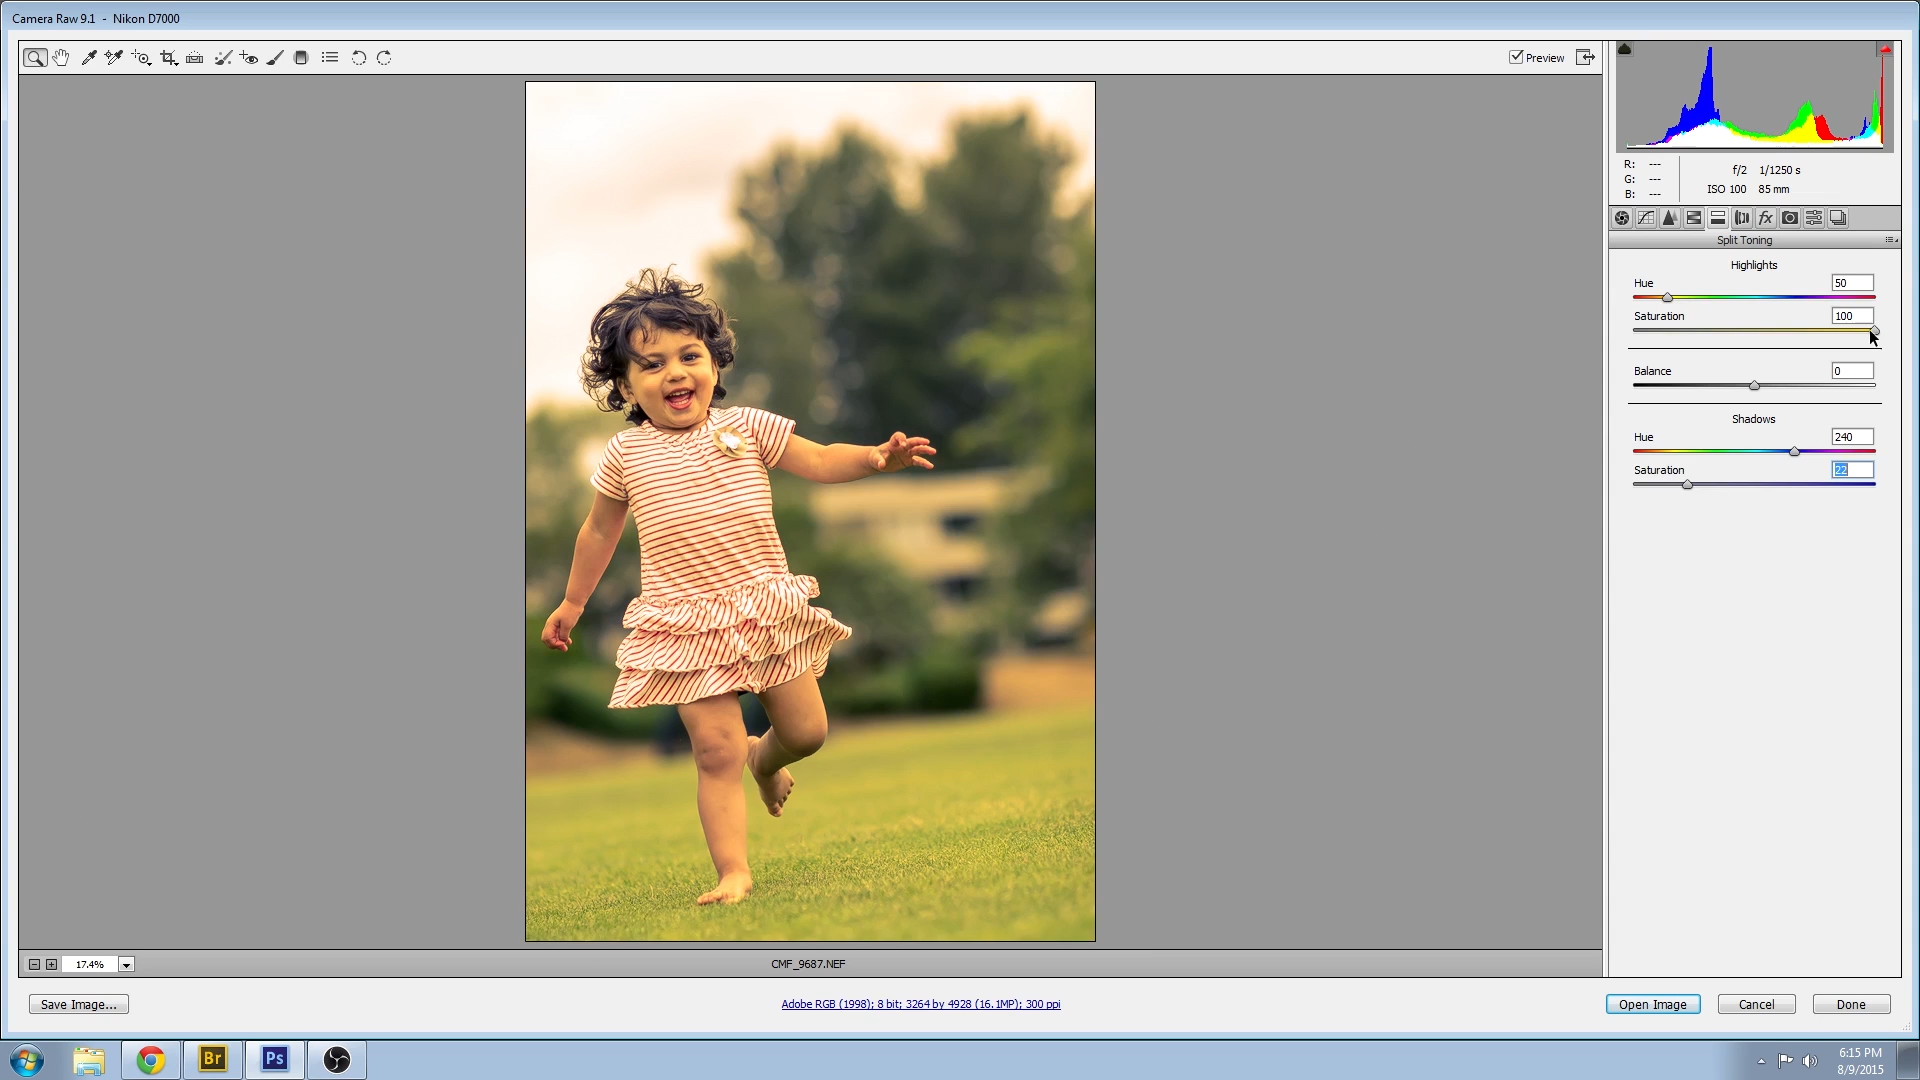 Camera Raw 9.1 - Nikon D7000
Preview
R: ---
G: ---
B: ---
f/2 1/1250 s
ISO 100 85 mm
fx
Split Toning
Highlights
Hue 50
Saturation 100
Balance 0
Shadows
Hue 240
Saturation 22
17.4%
CMF_9687.NEF
Save Image...
Adobe RGB (1998); 8 bit; 3264 by 4928 (16.1MP); 300 ppi
Open Image
Cancel
Done
Br
Ps
6:15 PM
8/9/2015